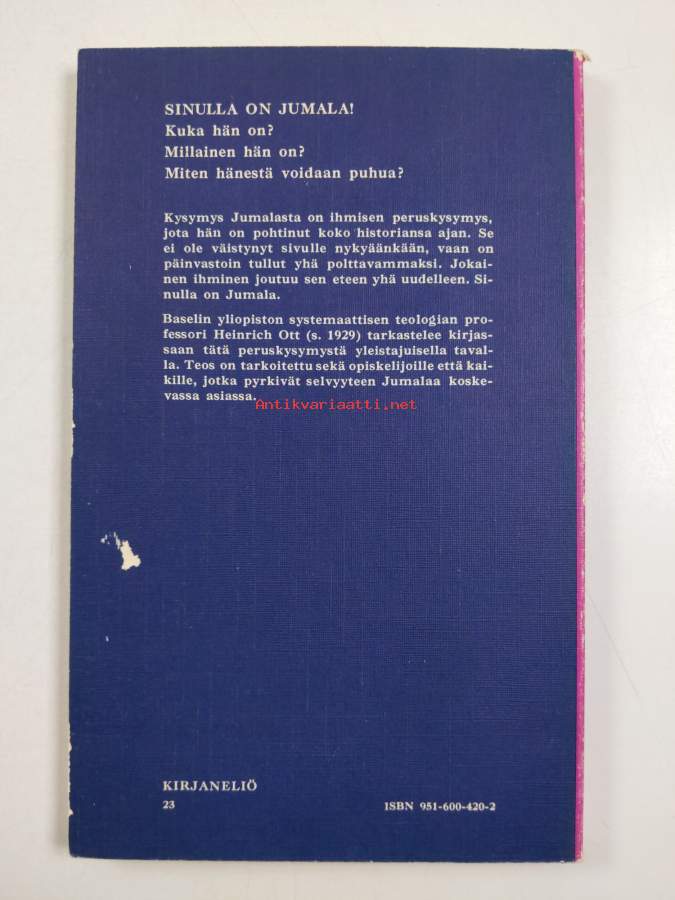 SINULLA ON JUMALA!
Kuka hän on?
Millainen hän on?
Miten hänestä voidaan puhua?
Kysymys Jumalasta on ihmisen peruskysymys,
jota hän on pohtinut koko historiansa ajan. Se
ei ole väistynyt sivulle nykyäänkään, vaan on
päinvastoin tullut yhä polttavammaksi. Jokai-
nen ihminen joutuu sen eteen yhä uudelleen. Si-
nulla on Jumala.
Baselin yliopiston systemaattisen teologian pro-
fessori Heinrich Ott (s. 1929) tarkastelee kirjas-
saan tätä peruskysymystä yleistajuisella taval-
la. Teos on tarkoitettu sekä opiskelijoille että kai-
kille, jotka pyrkivät selvyyteen Jumalaa koske-
vassa asiassa.
Antikvariaatti.net
KIRJANELIÖ
23 ISBN 951-600-420-2